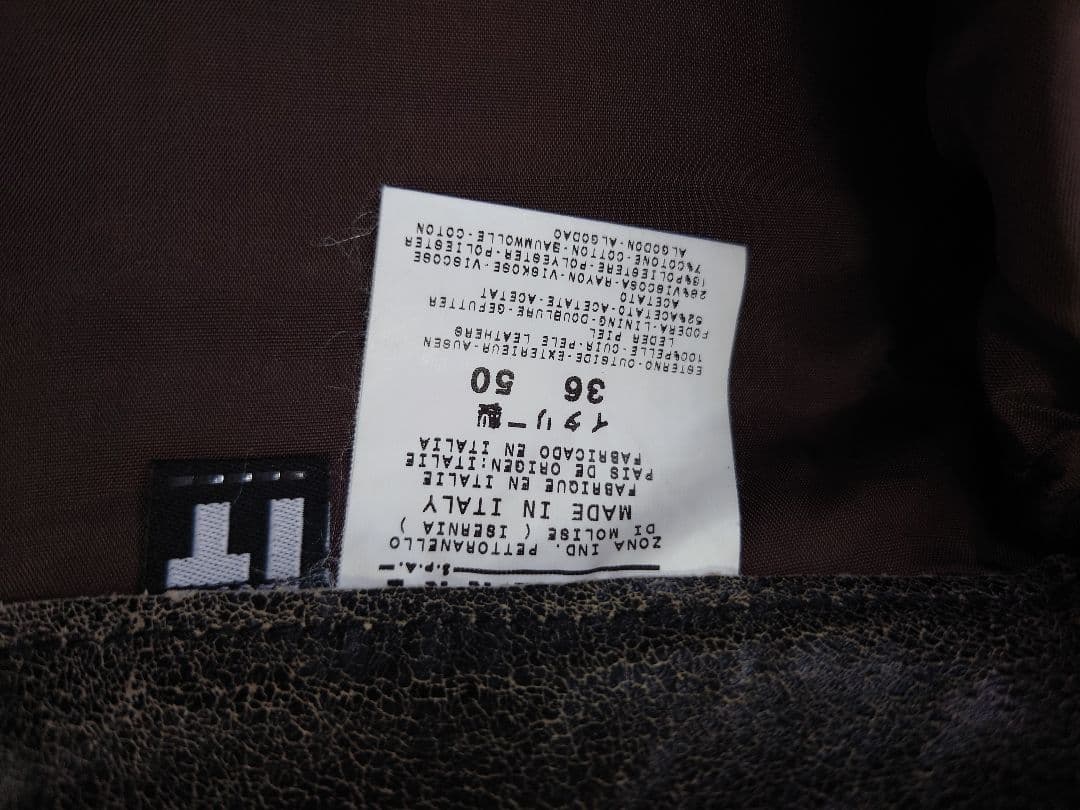 S.P.A.
ZONA IND. PETTORANELLO
DI MOLISE ( ISERNIA )
MADE IN ITALY
FABRIQUE EN ITALIE
PAIS DE ORIGEN:ITALIE
FABRICADO EN ITALIA
イタリー製
36 50
ESTERNO-OUTSIDE-EXTERIEUR-AUSEN
100%PELLE-CUIR-PELE LEATHERS
LEDER PIEL
FODERA-LINING-DOUBLURE-GEFUTTER
52%ACETATO-ACETATE-ACETAT
ACETATO
28%VISCOSA-RAYON-VISKOSE-VISCOSE
13%POLIESTERE-POLYESTER-POLIESTER
7%COTONE-COTTON-BAUMWOLLE-COTON
ALGODON-ALGODAO
IT